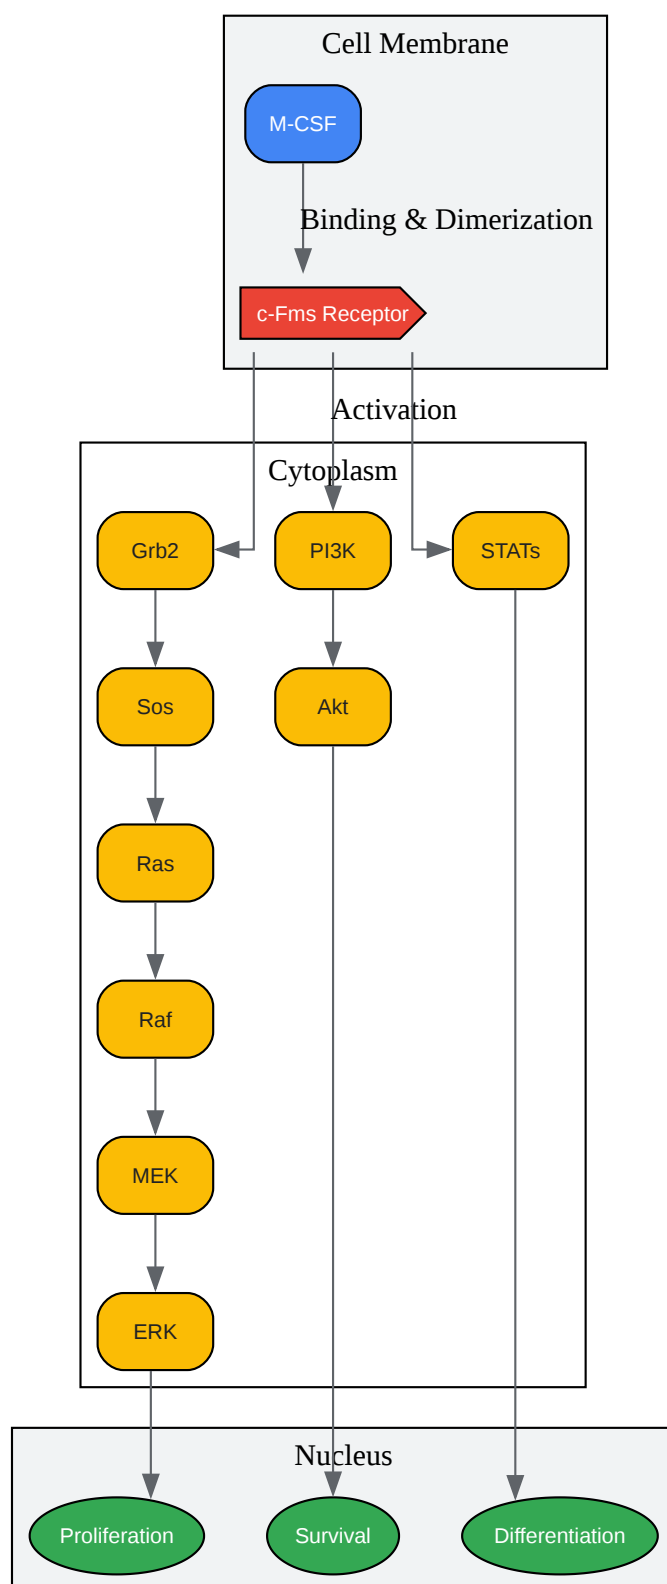 Cell Membrane
M-CSF
Binding & Dimerization
c-Fms Receptor
Activation
Cytoplasm
Grb2
PI3K
STATs
Sos
Akt
Ras
Raf
MEK
ERK
Nucleus
Proliferation
Survival
Differentiation